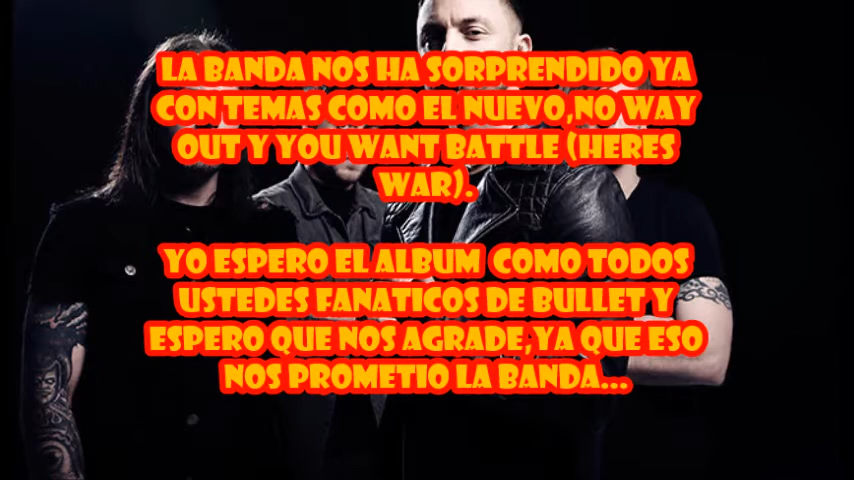 LA BANDA NOS HA SORPRENDIDO YA
CON TEMAS COMO EL NUEVO,NO WAY
OUT Y YOU WANT BATTLE (HERES
WAR).
YO ESPERO EL ALBUM COMO TODOS
USTEDES FANATICOS DE BULLET Y
ESPERO QUE NOS AGRADE,YA QUE ESO
NOS PROMETIO LA BANDA...